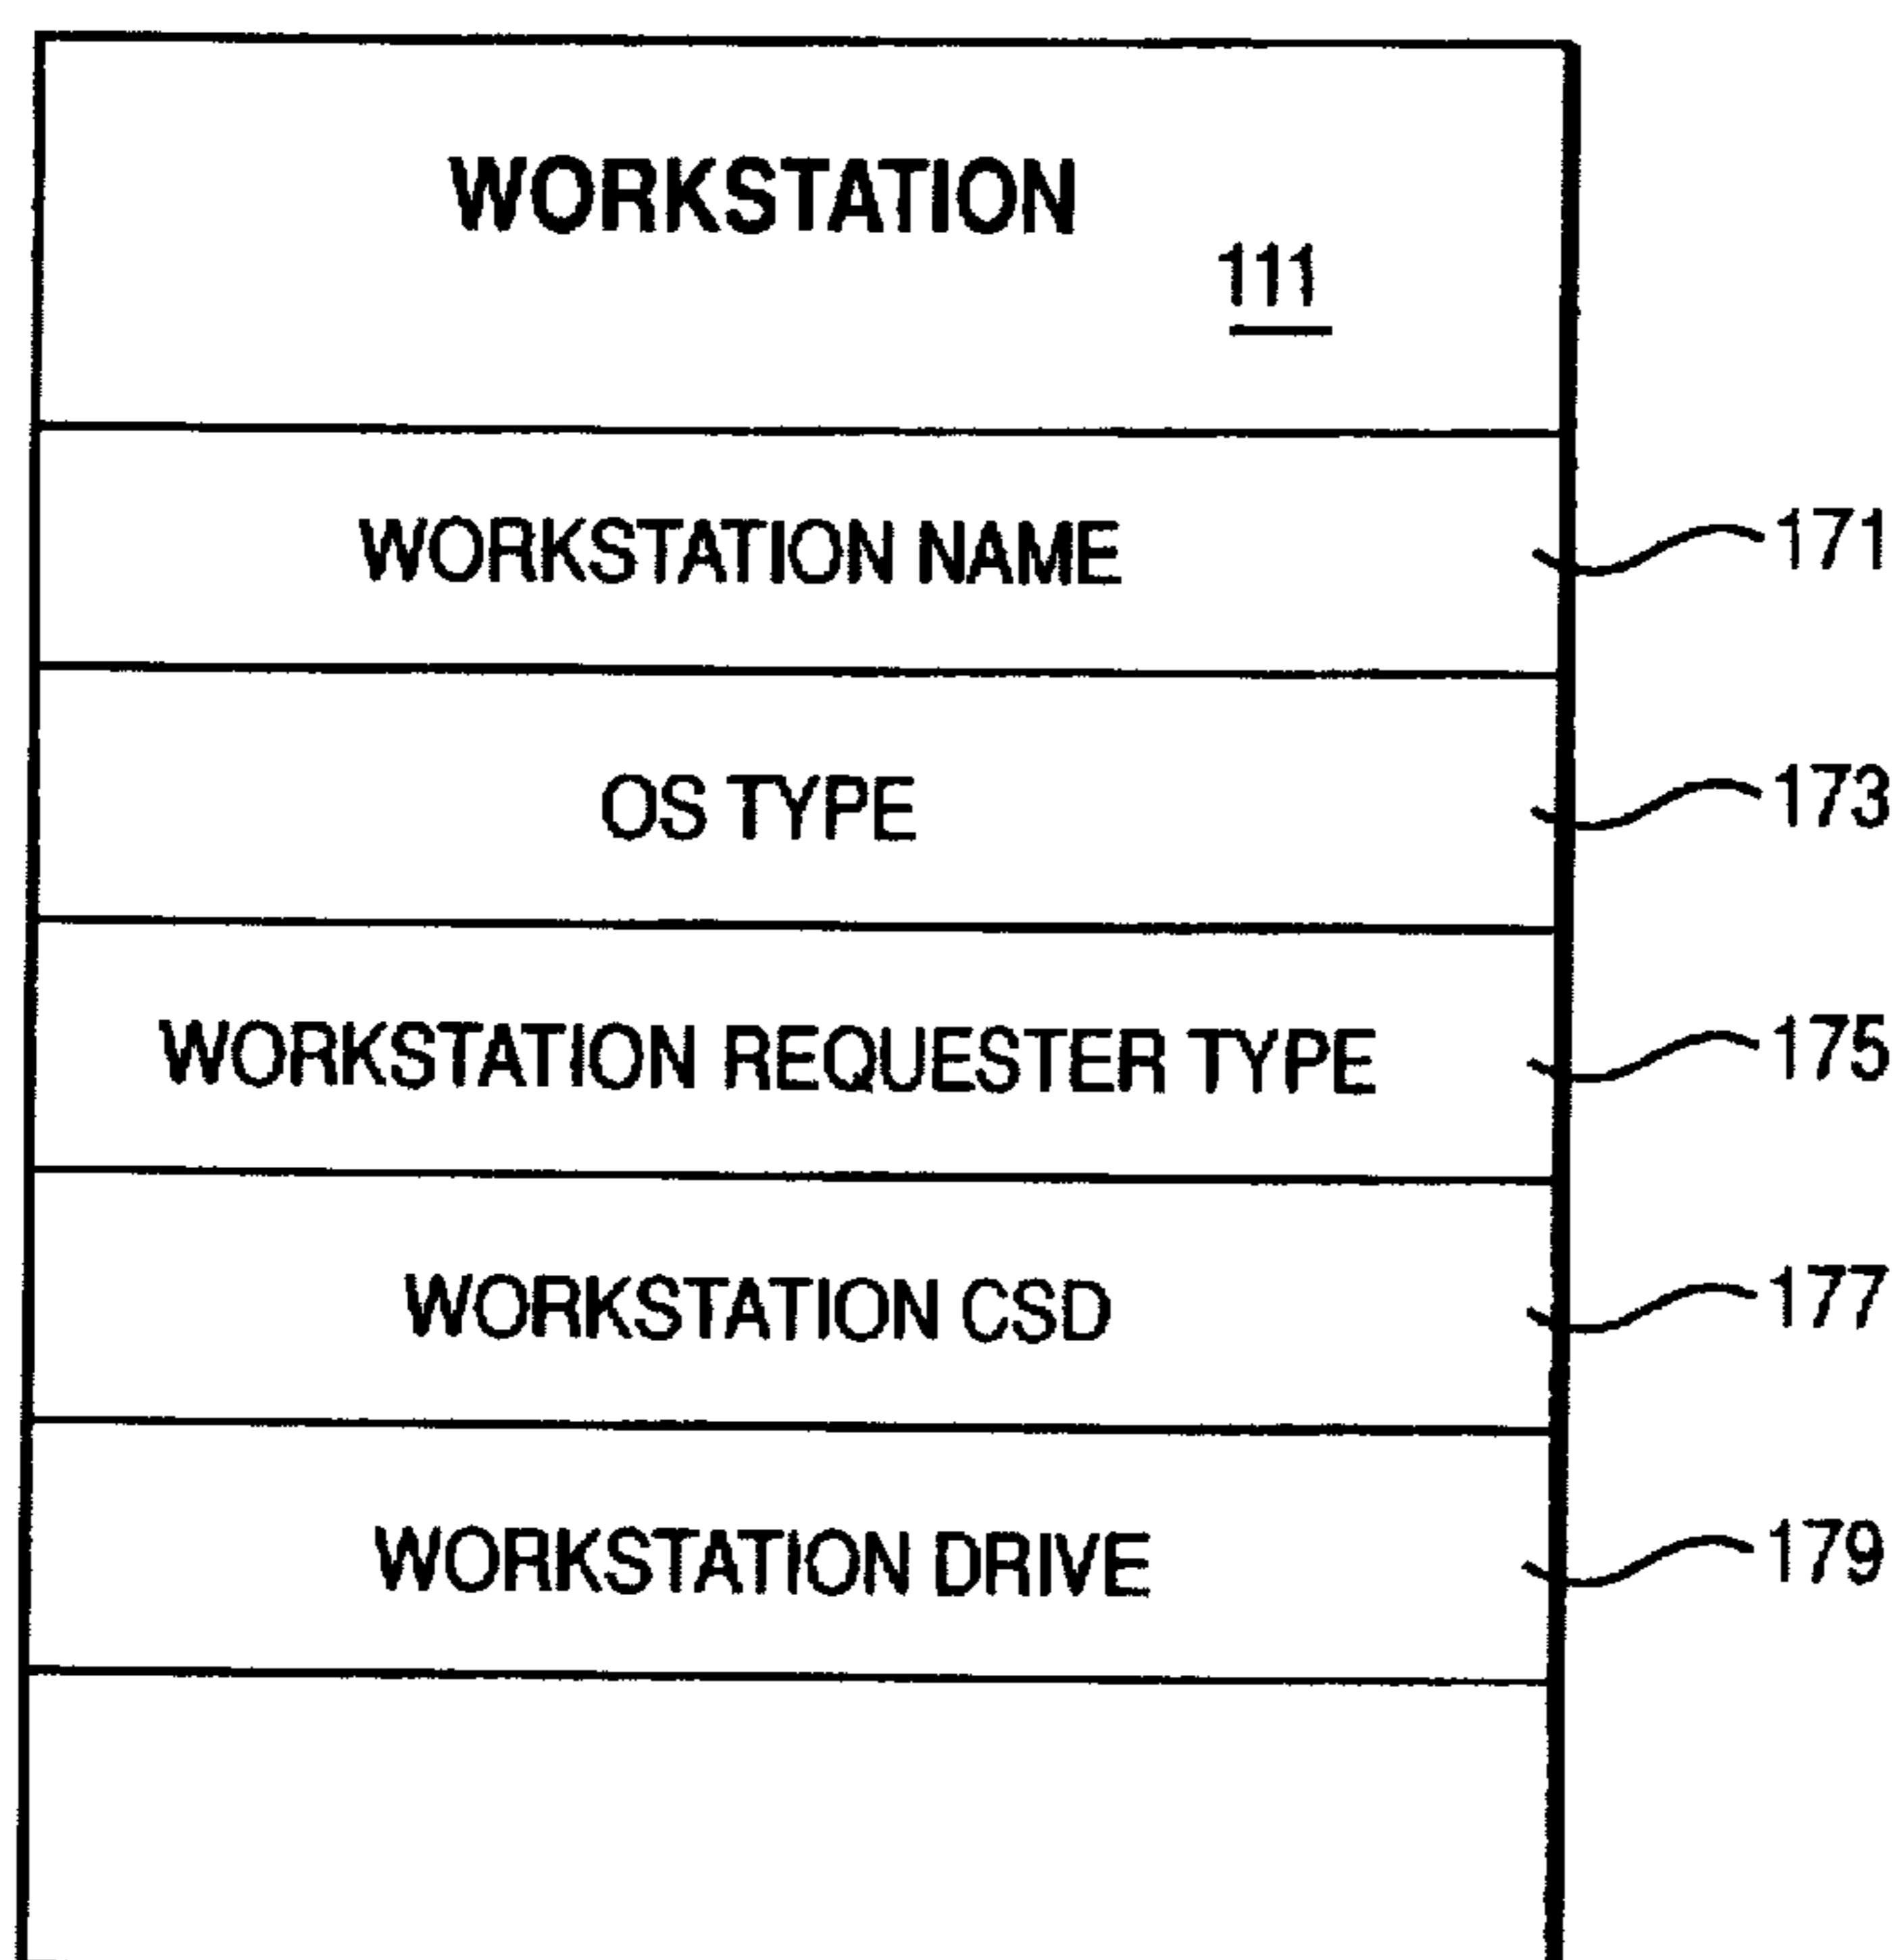 WORKSTATION
111
WORKSTATION NAME
171
OS TYPE
173
WORKSTATION REQUESTER TYPE
175
WORKSTATION CSD
177
WORKSTATION DRIVE
179